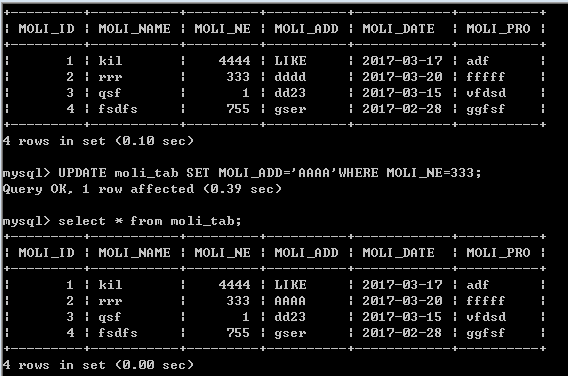 +---------+-----------+---------+----------+------------+----------+
| MOLI_ID | MOLI_NAME | MOLI_NE | MOLI_ADD | MOLI_DATE  | MOLI_PRO |
+---------+-----------+---------+----------+------------+----------+
|       1 | kil       |    4444 | LIKE     | 2017-03-17 | adf      |
|       2 | rrr       |     333 | dddd     | 2017-03-20 | fffff    |
|       3 | qsf       |       1 | dd23     | 2017-03-15 | vfdsd    |
|       4 | fsdfs     |     755 | gser     | 2017-02-28 | ggfsf    |
+---------+-----------+---------+----------+------------+----------+
4 rows in set (0.10 sec)
mysql> UPDATE moli_tab SET MOLI_ADD='AAAA'WHERE MOLI_NE=333;
Query OK, 1 row affected (0.39 sec)
mysql> select * from moli_tab;
+---------+-----------+---------+----------+------------+----------+
| MOLI_ID | MOLI_NAME | MOLI_NE | MOLI_ADD | MOLI_DATE  | MOLI_PRO |
+---------+-----------+---------+----------+------------+----------+
|       1 | kil       |    4444 | LIKE     | 2017-03-17 | adf      |
|       2 | rrr       |     333 | AAAA     | 2017-03-20 | fffff    |
|       3 | qsf       |       1 | dd23     | 2017-03-15 | vfdsd    |
|       4 | fsdfs     |     755 | gser     | 2017-02-28 | ggfsf    |
+---------+-----------+---------+----------+------------+----------+
4 rows in set (0.00 sec)